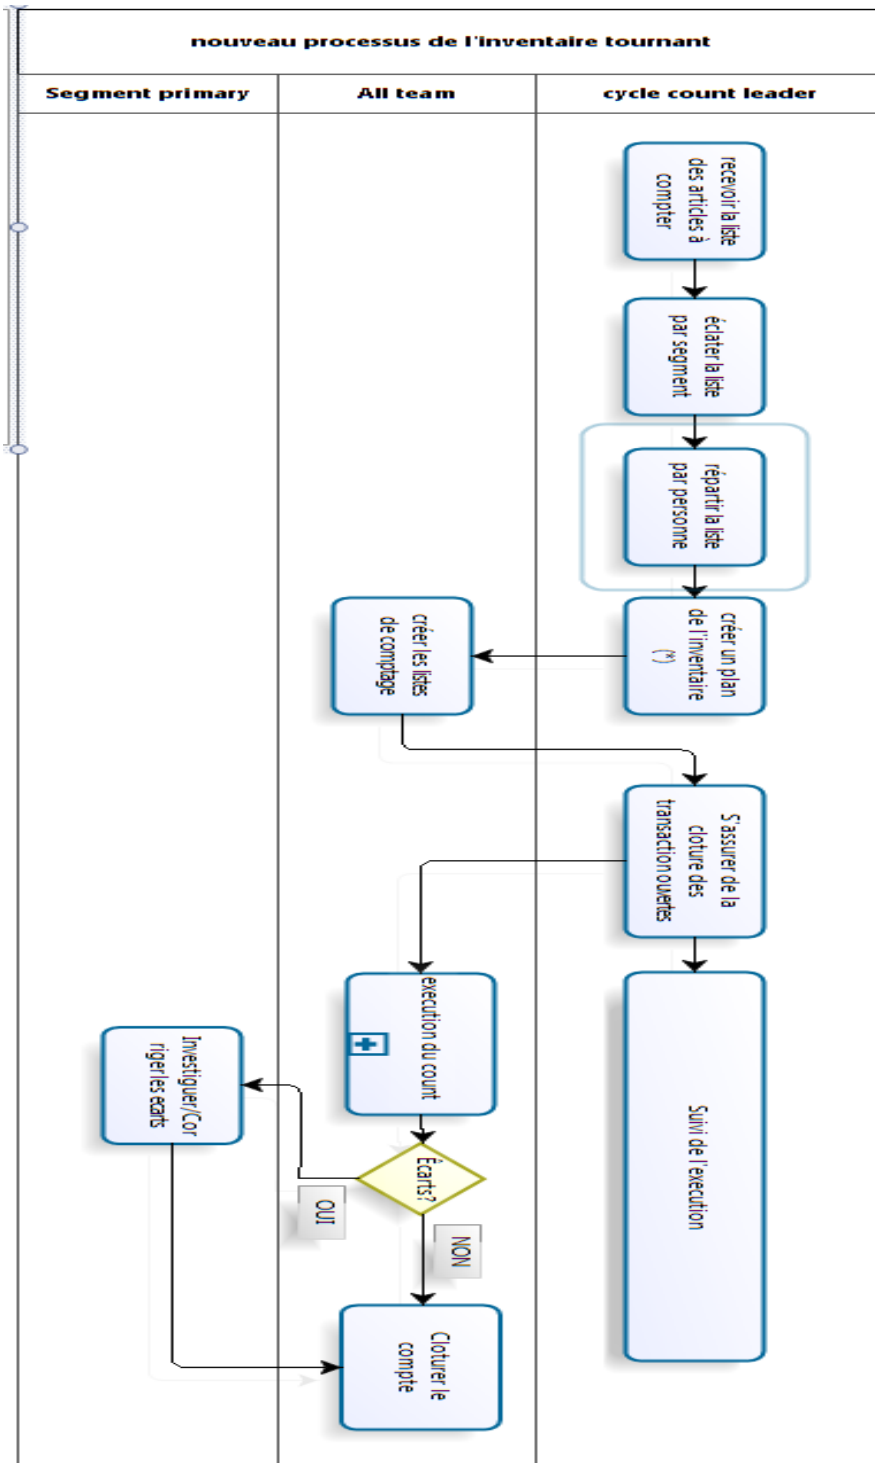 nouveau processus de l'inventaire tournant
Segment primary
All team
cycle count leader
recevoir la liste
des articles à
compter
éclater la liste
par segment
répartir la liste
par personne
créer un plan
de l'inventaire
(*)
créer les listes
de comptage
S'assurer de la
cloture des
transaction ouvertes
execution du count
Suivi de l'execution
Investiguer/Cor
riger les ecarts
Écarts?
OUI
NON
Cloturer le
compte